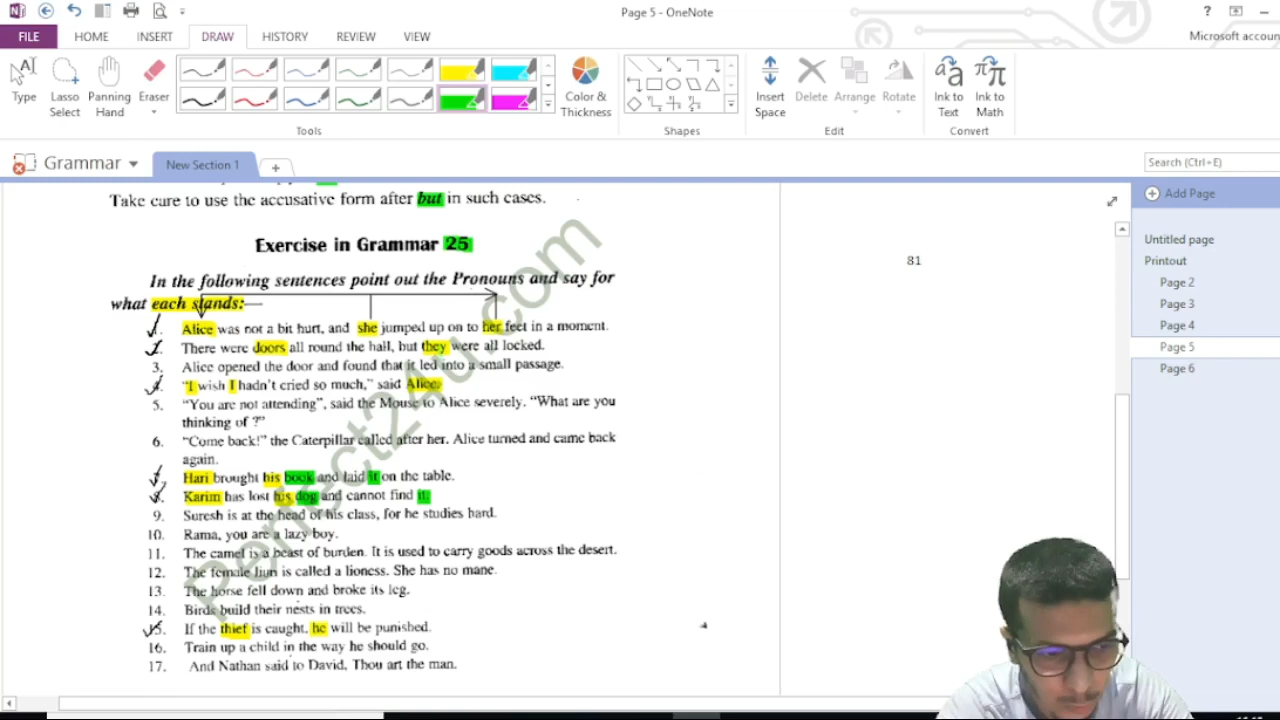 Page 5 - OneNote
?
FILE HOME INSERT DRAW HISTORY REVIEW VIEW
Microsoft accoun
Type
Lasso Select
Panning Hand
Eraser
Color & Thickness
Insert Space
Delete
Arrange
Rotate
Ink to Text
Ink to Math
Tools
Shapes
Edit
Convert
Grammar
New Section 1
+
Search (Ctrl+E)
Take care to use the accusative form after but in such cases.
Exercise in Grammar 25
In the following sentences point out the Pronouns and say for
what each stands:—
1. Alice was not a bit hurt, and she jumped up on to her feet in a moment.
2. There were doors all round the hall, but they were all locked.
3. Alice opened the door and found that it led into a small passage.
4. "I wish I hadn't cried so much," said Alice.
5. "You are not attending", said the Mouse to Alice severely. "What are you
thinking of ?"
6. "Come back!" the Caterpillar called after her. Alice turned and came back
again.
7. Hari brought his book and laid it on the table.
8. Karim has lost his dog and cannot find it.
9. Suresh is at the head of his class, for he studies hard.
10. Rama, you are a lazy boy.
11. The camel is a beast of burden. It is used to carry goods across the desert.
12. The female lion is called a lioness. She has no mane.
13. The horse fell down and broke its leg.
14. Birds build their nests in trees.
15. If the thief is caught, he will be punished.
16. Train up a child in the way he should go.
17. And Nathan said to David, Thou art the man.
Perfect24u.com
81
Add Page
Untitled page
Printout
Page 2
Page 3
Page 4
Page 5
Page 6